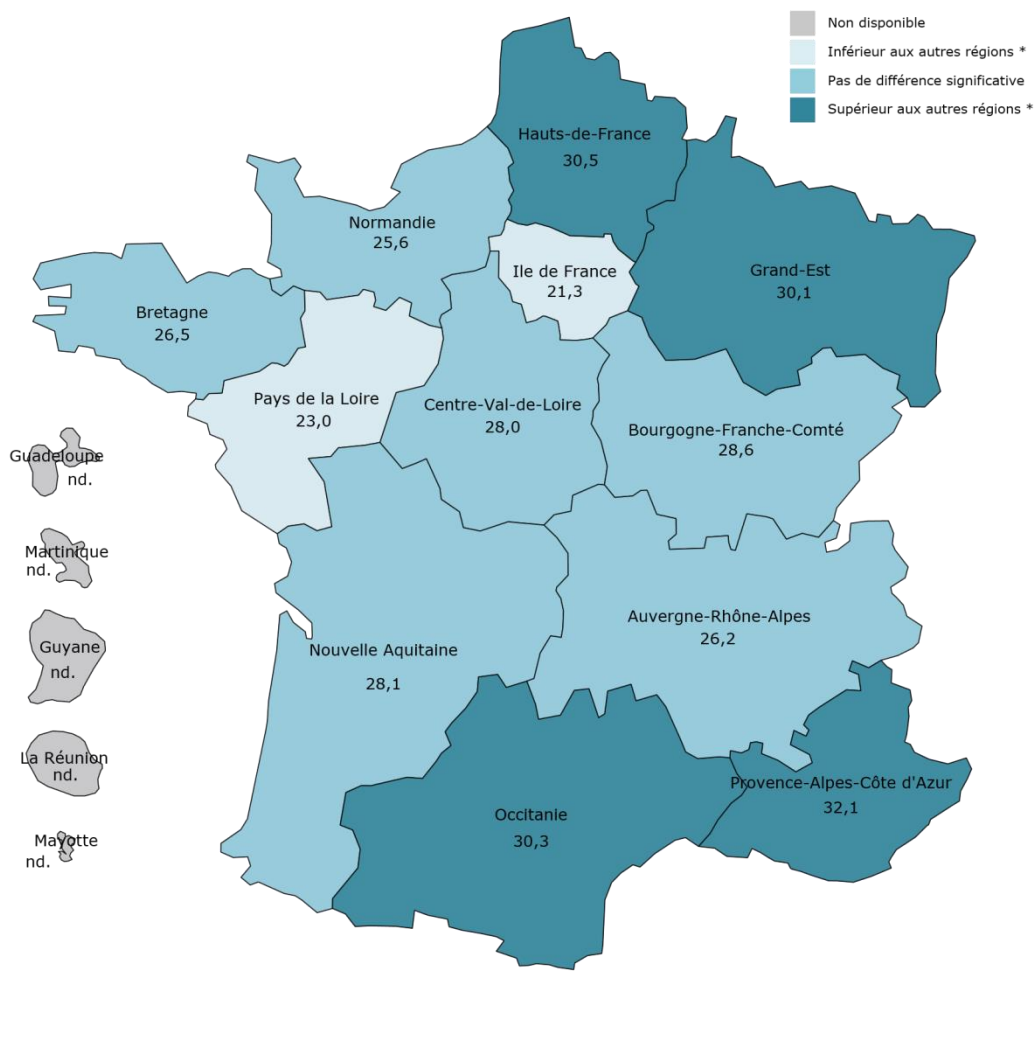 Non disponible
Inférieur aux autres régions *
Pas de différence significative
Supérieur aux autres régions *
Hauts-de-France
30,5
Normandie
25,6
Ile de France
21,3
Grand-Est
30,1
Bretagne
26,5
Pays de la Loire
23,0
Centre-Val-de-Loire
28,0
Bourgogne-Franche-Comté
28,6
Guadeloupe
nd.
Martinique
nd.
Guyane
nd.
La Réunion
nd.
Mayotte
nd.
Nouvelle Aquitaine
28,1
Auvergne-Rhône-Alpes
26,2
Occitanie
30,3
Provence-Alpes-Côte d'Azur
32,1